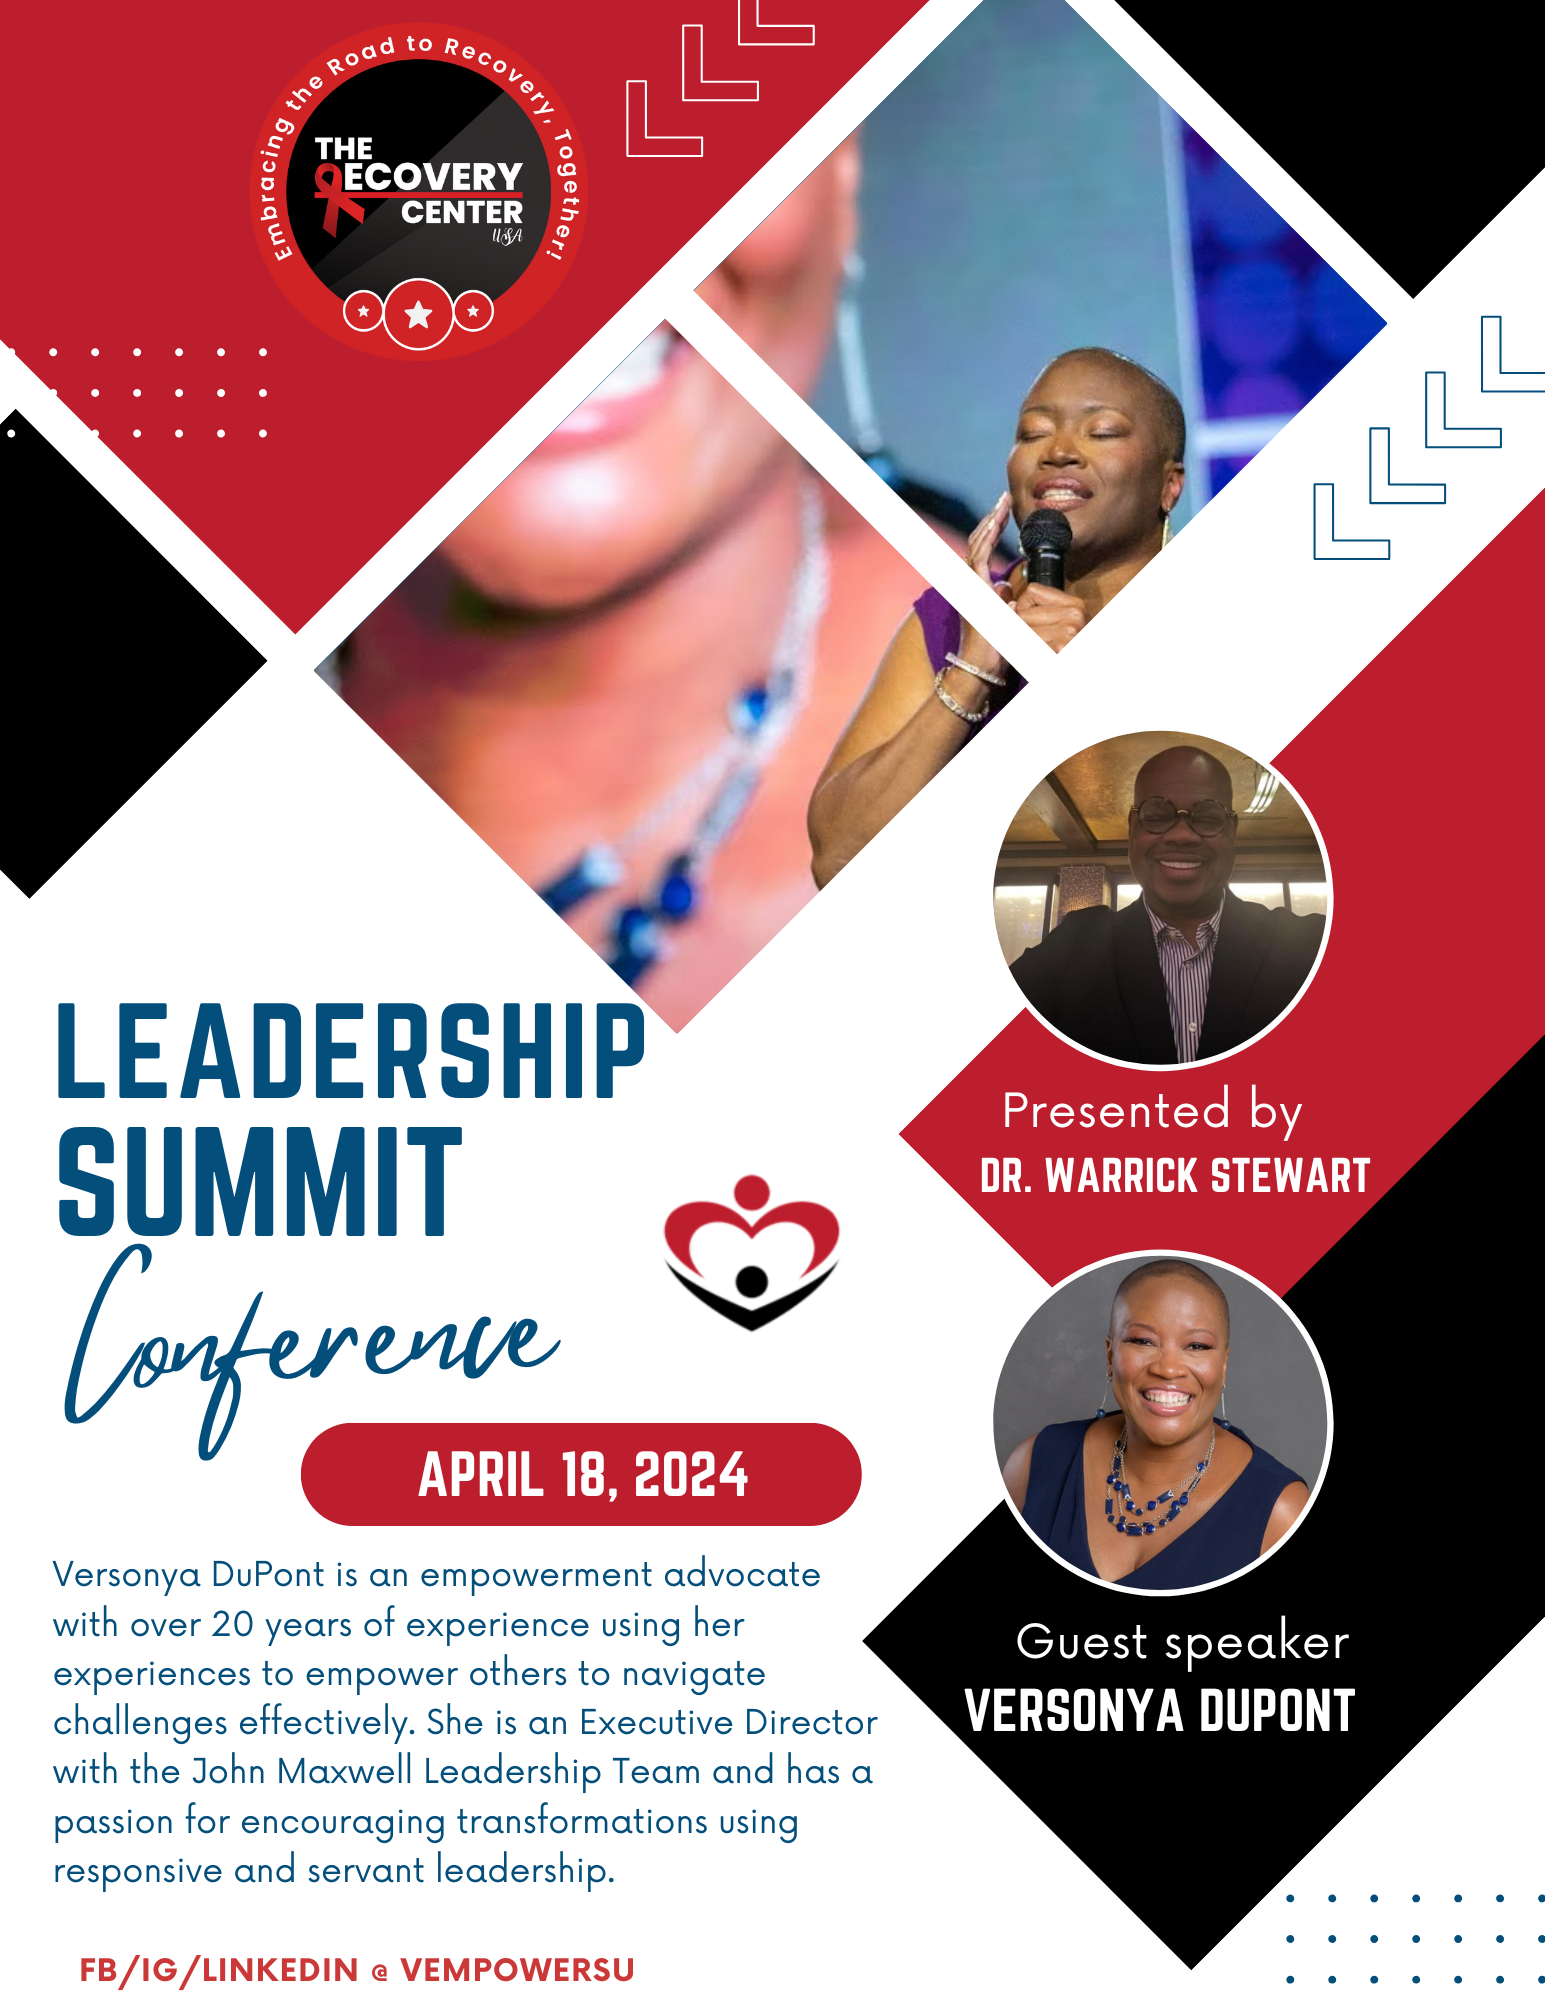 Embracing the Road to Recovery, Together!
THE
RECOVERY
CENTER
USA
LEADERSHIP
SUMMIT
Conference
APRIL 18, 2024
Versonya DuPont is an empowerment advocate
with over 20 years of experience using her
experiences to empower others to navigate
challenges effectively. She is an Executive Director
with the John Maxwell Leadership Team and has a
passion for encouraging transformations using
responsive and servant leadership.
FB/IG/LINKEDIN @ VEMPOWERSU
Presented by
DR. WARRICK STEWART
Guest speaker
VERSONYA DUPONT